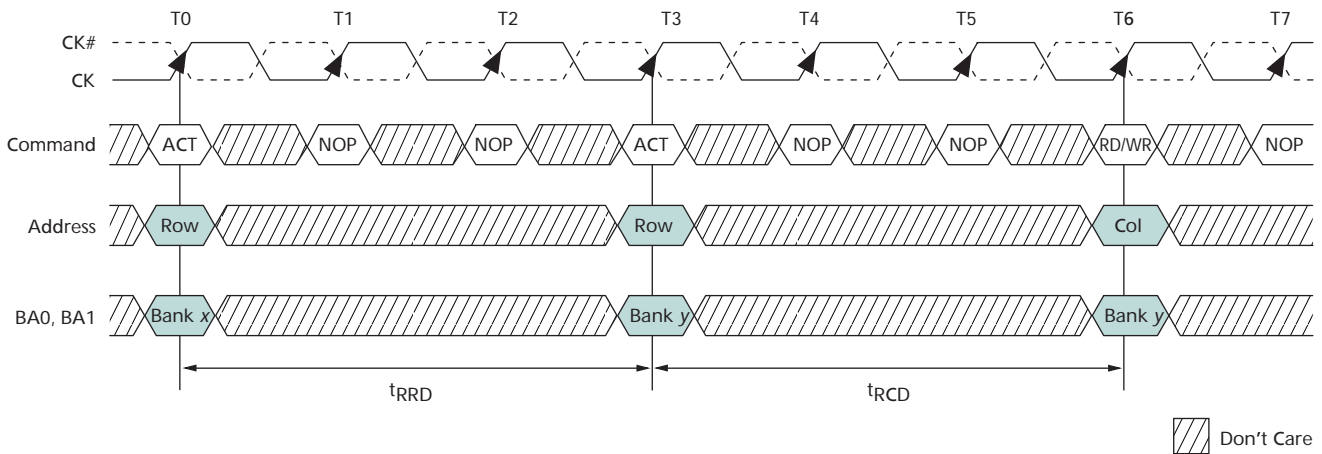 T0 T1 T2 T3 T4 T5 T6 T7
CK#
CK
Command ACT NOP NOP ACT NOP NOP RD/WR NOP
Address Row Row Col
BA0, BA1 Bank x Bank y Bank y
tRRD tRCD
Don't Care